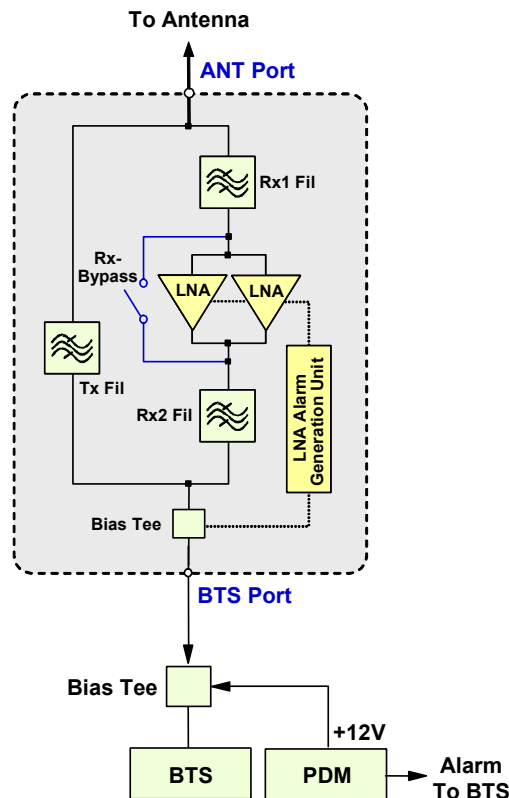 To Antenna
ANT Port
Rx1 Fil
Rx-
Bypass
LNA
LNA
Tx Fil
Rx2 Fil
LNA Alarm
Generation Unit
Bias Tee
BTS Port
Bias Tee
+12V
BTS
PDM
Alarm
To BTS